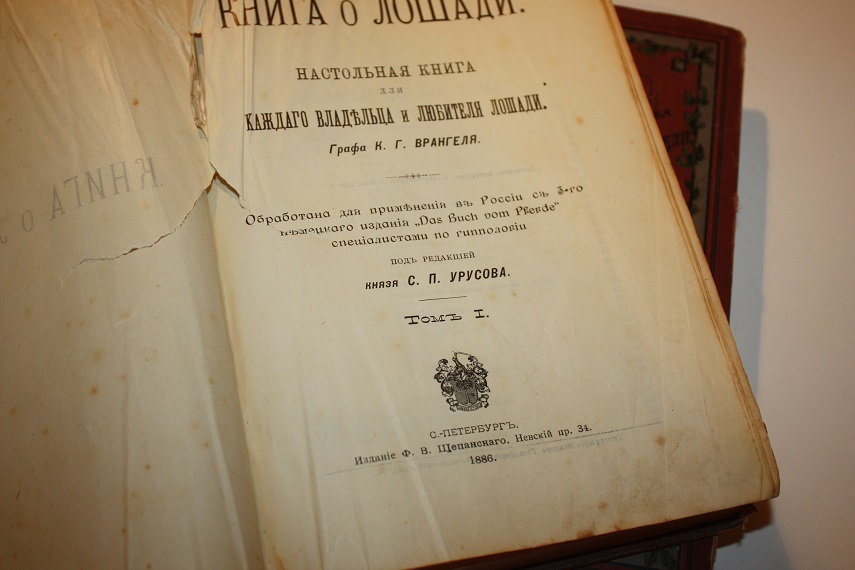 КНИГА О ЛОШАДИ.
НАСТОЛЬНАЯ КНИГА
ДЛЯ
КАЖДАГО ВЛАДѢЛЬЦА И ЛЮБИТЕЛЯ ЛОШАДИ.
Графа К. Г. ВРАНГЕЛЯ.
Обработана для примѣненія въ Россіи съ 3-го
нѣмецкаго изданія „Das Buch vom Pferde“
спеціалистами по гиппологіи
ПОДЪ РЕДАКЦІЕЙ
КНЯЗЯ С. П. УРУСОВА.
Томъ I.
С.-ПЕТЕРБУРГЪ.
Изданіе Ф. В. Щепанскаго. Невскій пр. 34.
1886.
КНИГА О